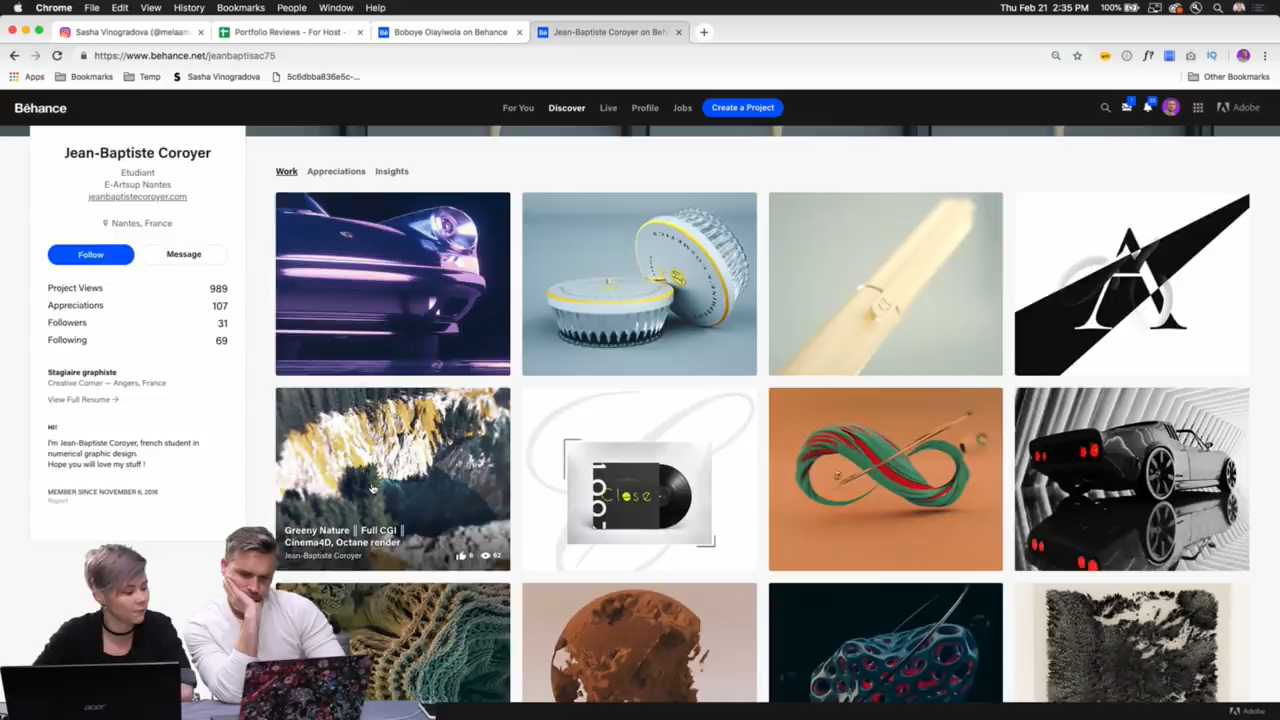 Chrome File Edit View History Bookmarks People Window Help
100% Thu Feb 21 2:35 PM
Sasha Vinogradova (@melaam
Portfolio Reviews - For Host -
Boboye Olayiwola on Behance
Jean-Baptiste Coroyer on Beh
https://www.behance.net/jeanbaptisac75
Apps Bookmarks Temp Sasha Vinogradova 5c6dbba836e5c-... Other Bookmarks
Bēhance
For You Discover Live Profile Jobs Create a Project
Adobe
Jean-Baptiste Coroyer
Etudiant
E-Artsup Nantes
jeanbaptistecoroyer.com
Nantes, France
Follow Message
Project Views 989
Appreciations 107
Followers 31
Following 69
Stagiaire graphiste
Creative Corner — Angers, France
View Full Resume →
HI!
I'm Jean-Baptiste Coroyer, french student in
numerical graphic design.
Hope you will love my stuff !
MEMBER SINCE NOVEMBER 6, 2016
Report
Work Appreciations Insights
A
Greeny Nature || Full CGI ||
Cinema4D, Octane render
Jean-Baptiste Coroyer
6 62
Close
acer
Adobe